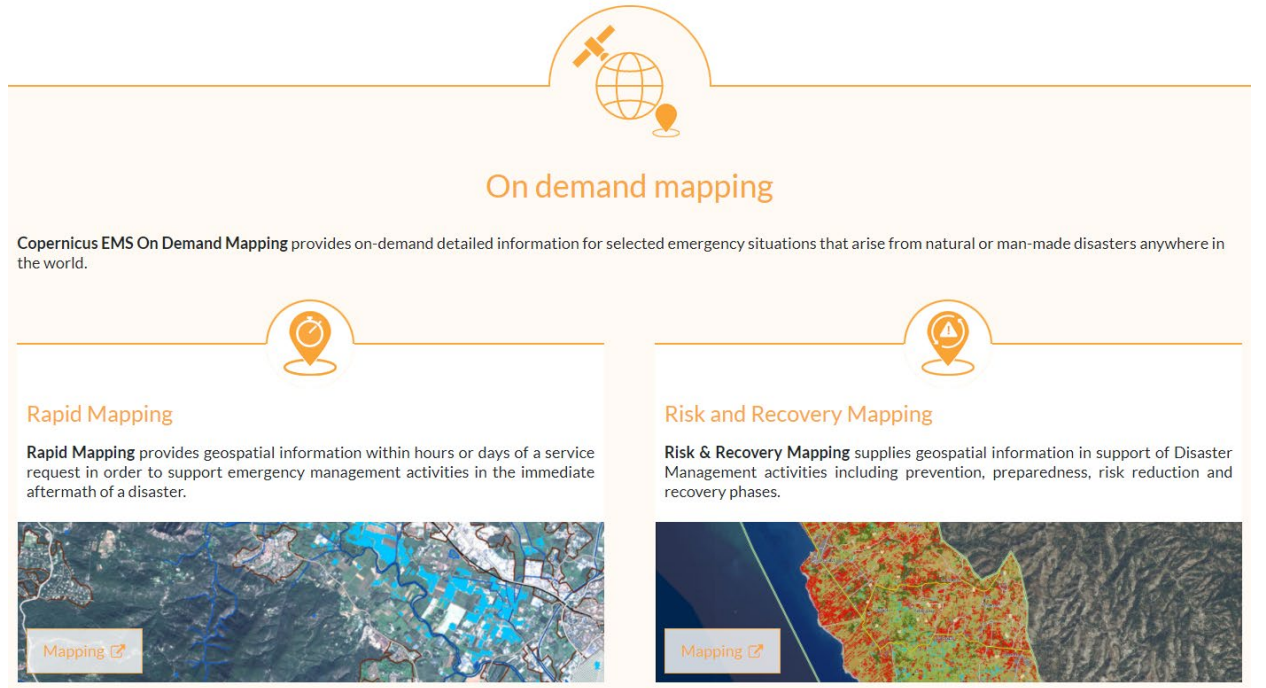 On demand mapping
Copernicus EMS On Demand Mapping provides on-demand detailed information for selected emergency situations that arise from natural or man-made disasters anywhere in
the world.
Rapid Mapping
Rapid Mapping provides geospatial information within hours or days of a service
request in order to support emergency management activities in the immediate
aftermath of a disaster.
Mapping
Risk and Recovery Mapping
Risk & Recovery Mapping supplies geospatial information in support of Disaster
Management activities including prevention, preparedness, risk reduction and
recovery phases.
Mapping